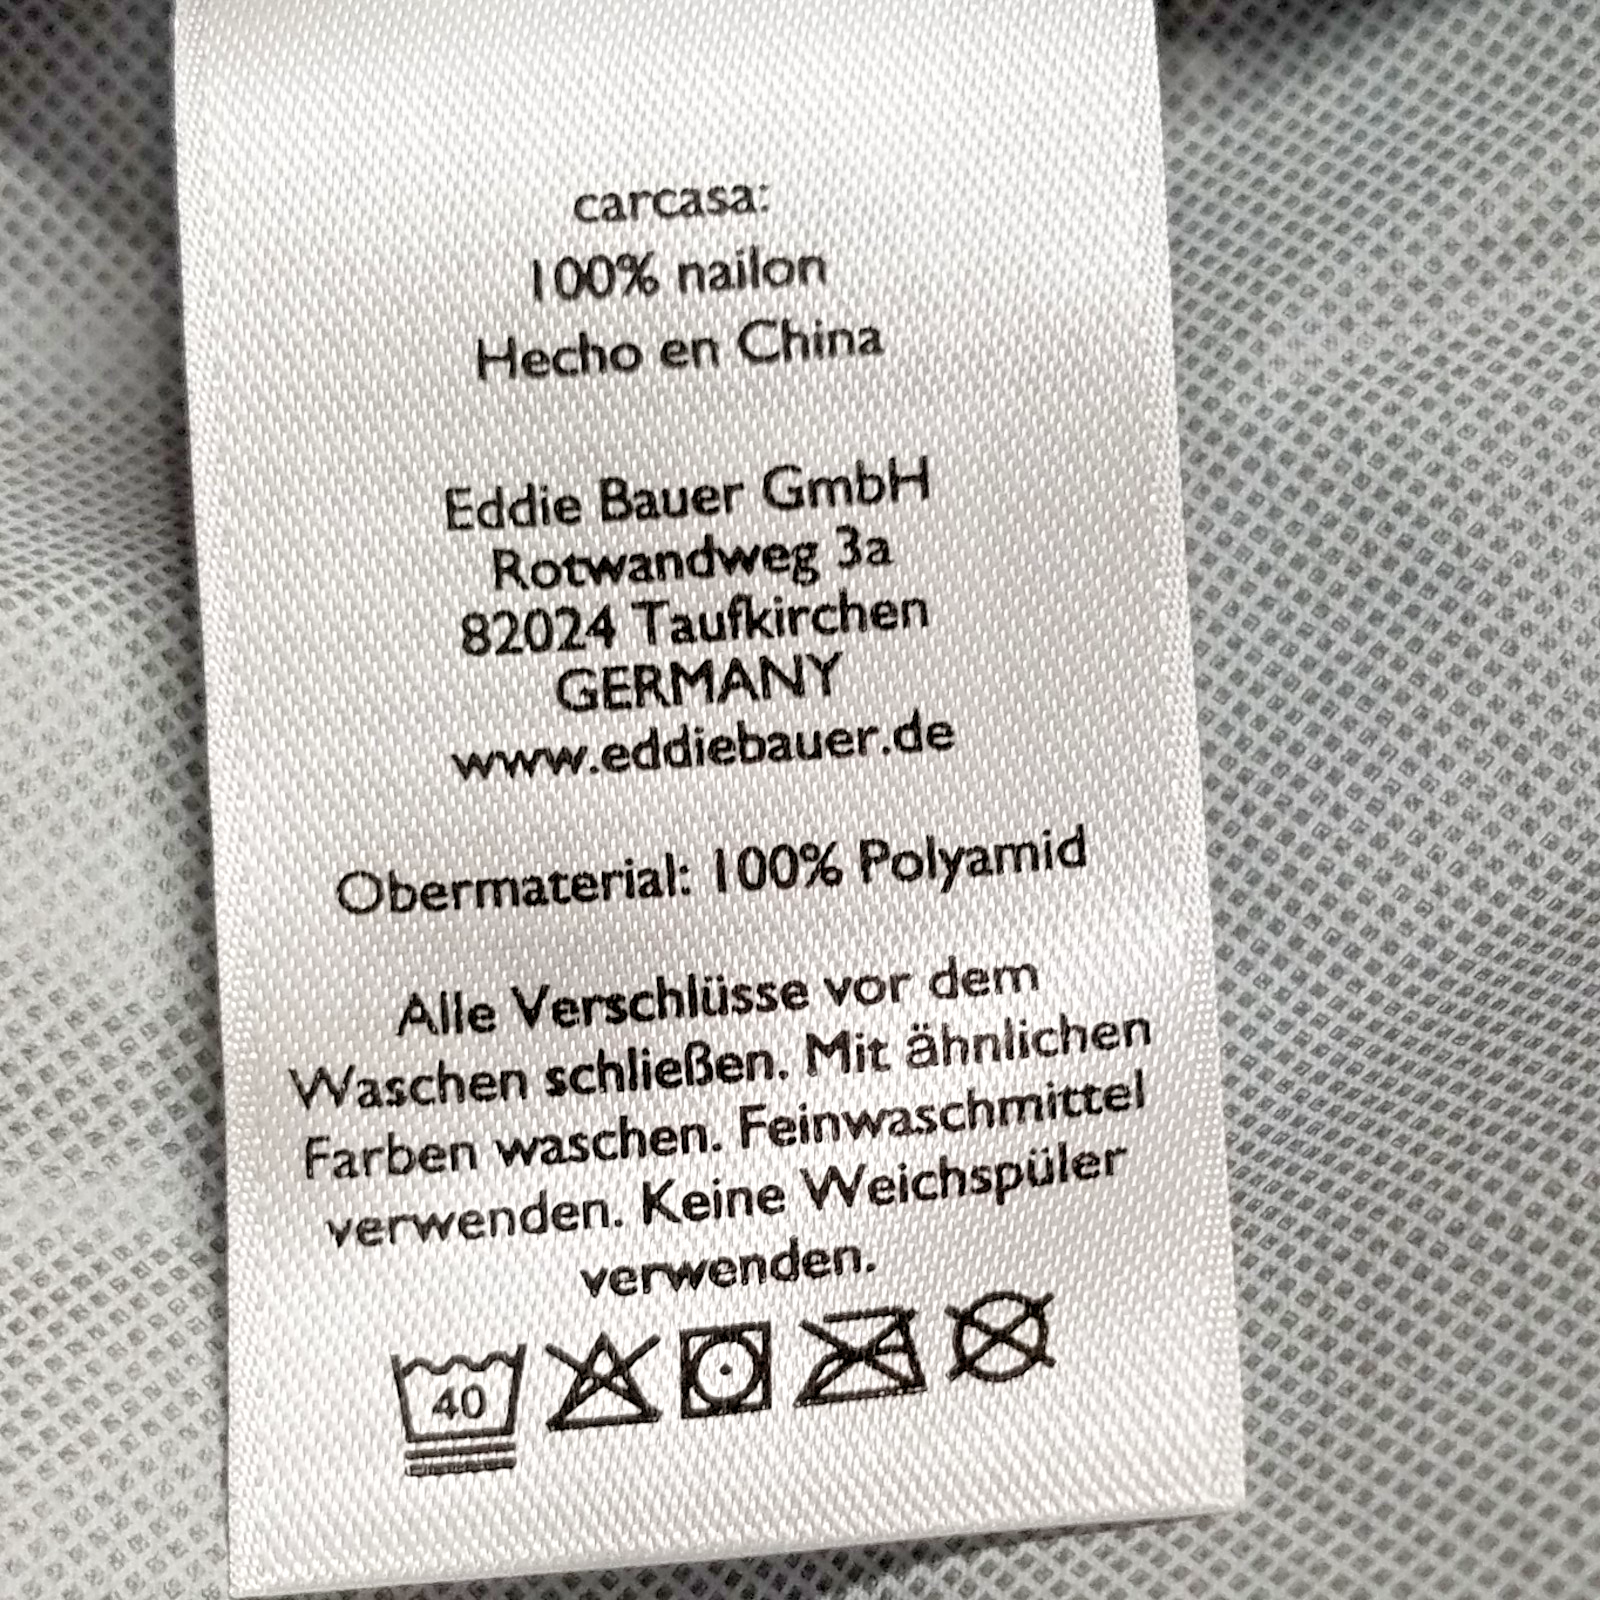 carcasa:
100% nailon
Hecho en China
Eddie Bauer GmbH
Rotwandweg 3a
82024 Taufkirchen
GERMANY
www.eddiebauer.de
Obermaterial: 100% Polyamid
Alle Verschlüsse vor dem
Waschen schließen. Mit ähnlichen
Farben waschen. Feinwaschmittel
verwenden. Keine Weichspüler
verwenden.
40